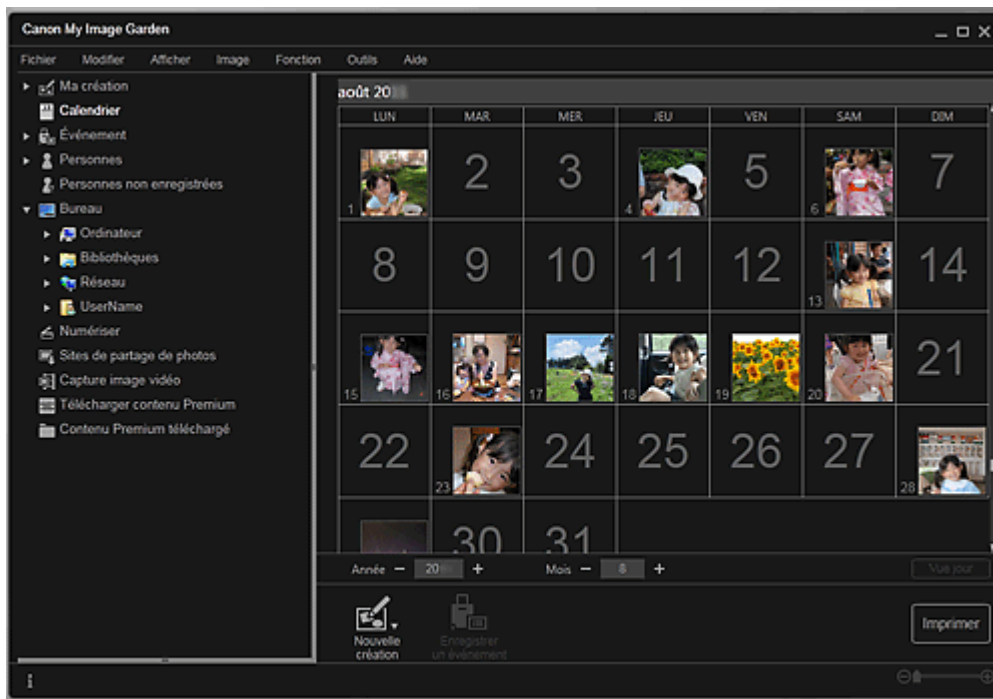 Canon My Image Garden
Fichier Modifier Afficher Image Fonction Outils Aide
Ma création
Calendrier
Événement
Personnes
Personnes non enregistrées
Bureau
Ordinateur
Bibliothèques
Réseau
UserName
Numériser
Sites de partage de photos
Capture image vidéo
Télécharger contenu Premium
Contenu Premium téléchargé
août 20
LUN MAR MER JEU VEN SAM DIM
1 2 3 4 5 6 7
8 9 10 11 12 13 14
15 16 17 18 19 20 21
22 23 24 25 26 27 28
30 31
Année − 20 + Mois − 8 + Vue jour
Nouvelle création
Enregistrer un événement
Imprimer